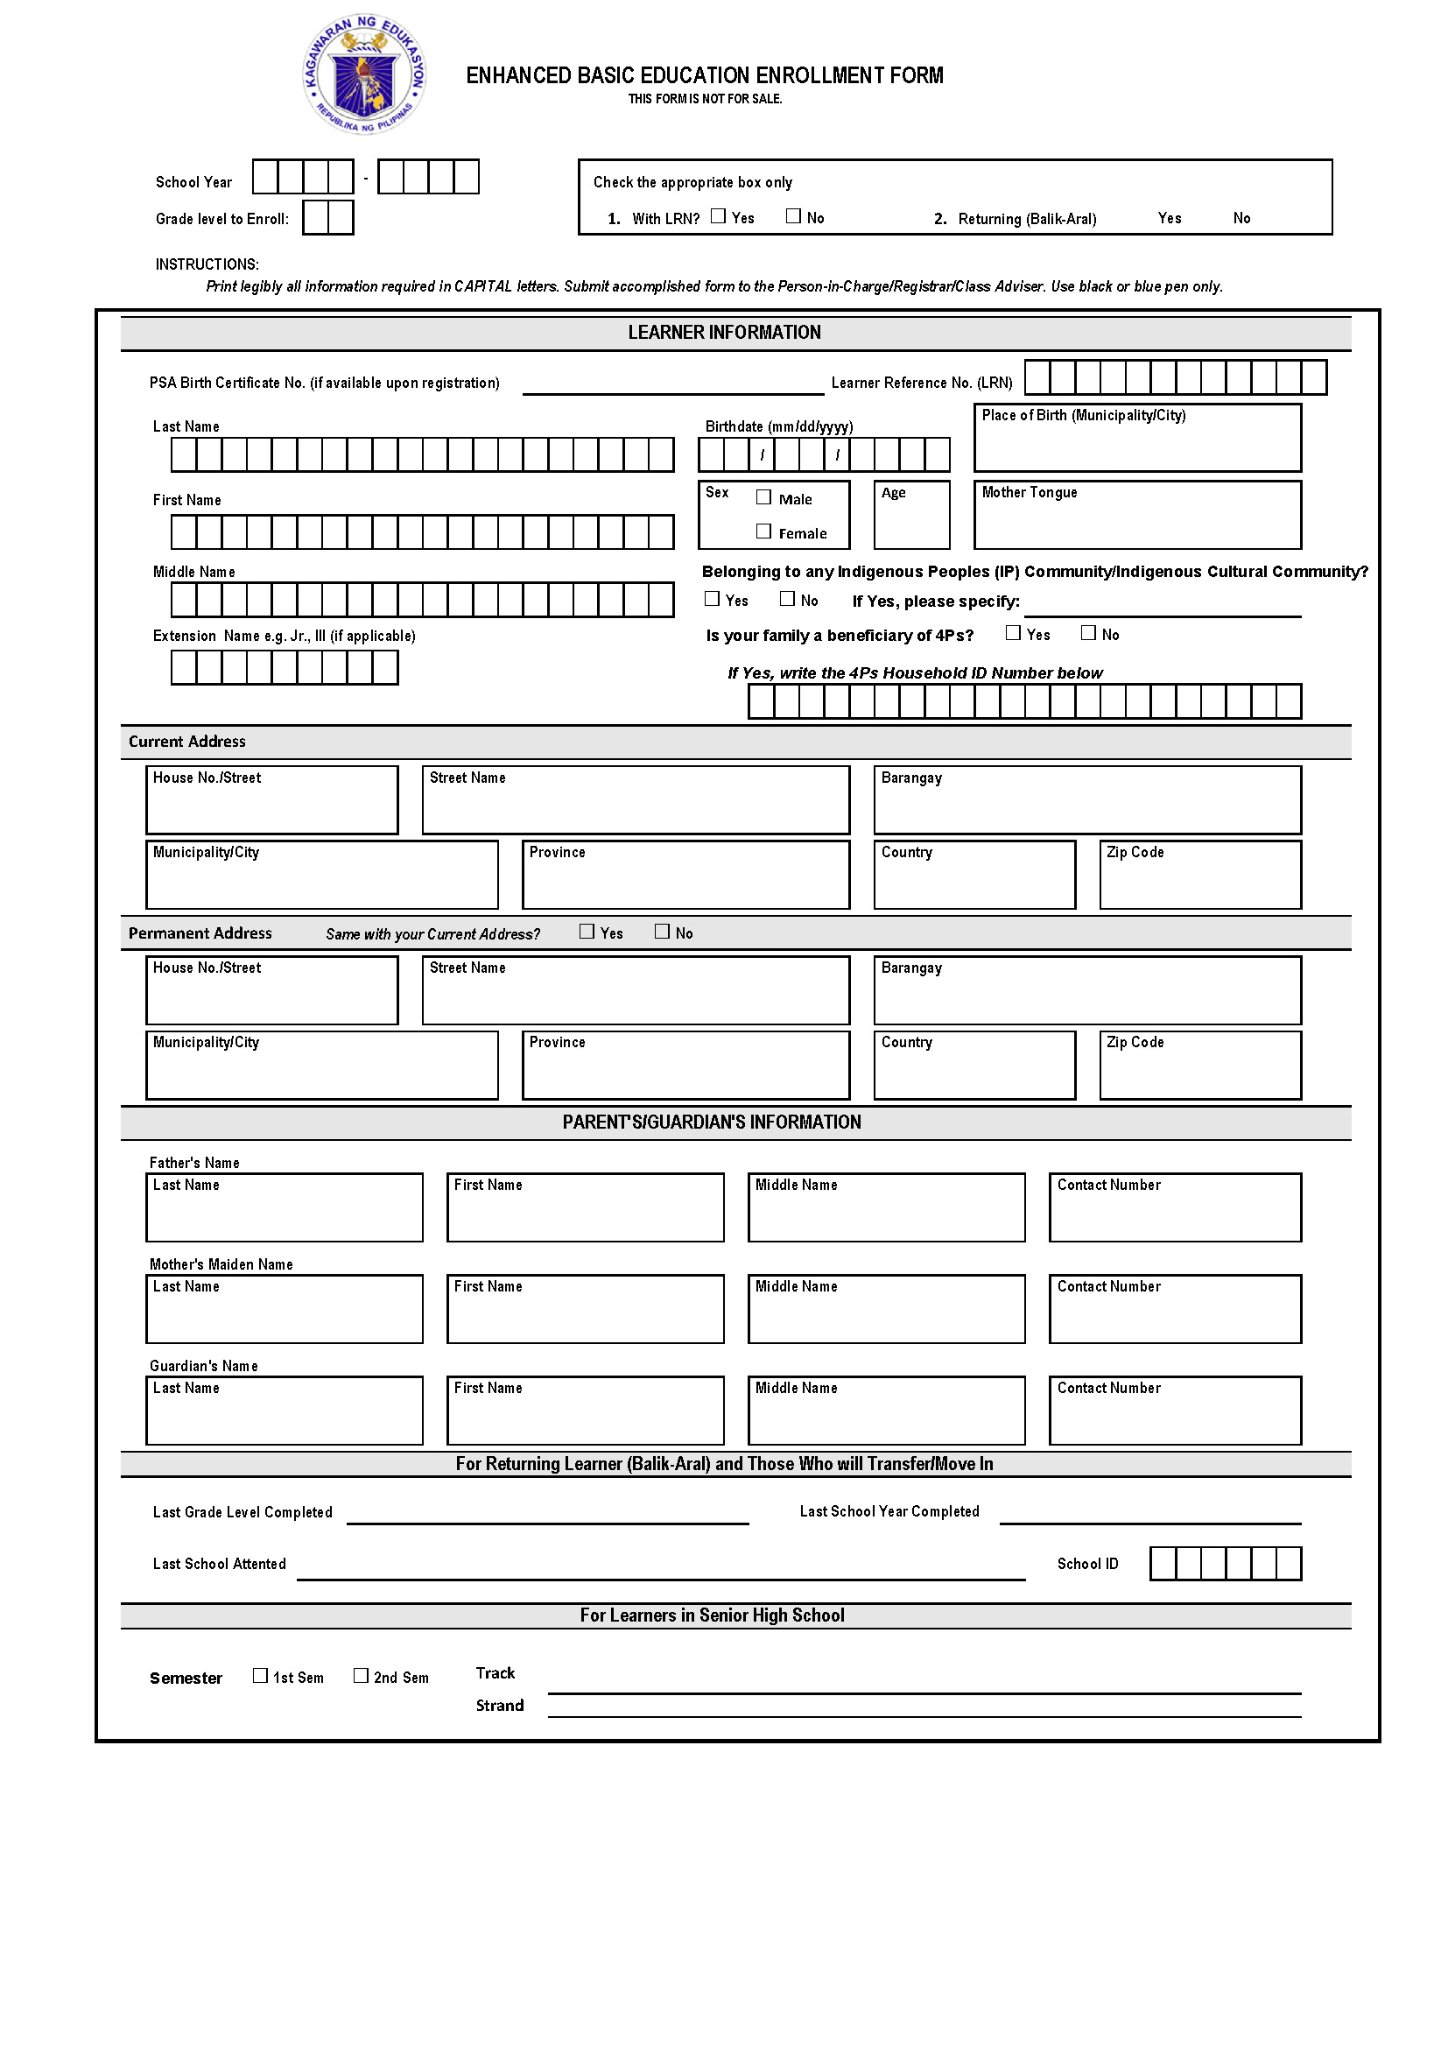 KAGAWARAN NG EDUKASYON
REPUBLIKA NG PILIPINAS
ENHANCED BASIC EDUCATION ENROLLMENT FORM
THIS FORM IS NOT FOR SALE.
School Year -
Check the appropriate box only
Grade level to Enroll:
1. With LRN? ☐ Yes ☐ No 2. Returning (Balik-Aral) Yes No
INSTRUCTIONS:
Print legibly all information required in CAPITAL letters. Submit accomplished form to the Person-in-Charge/Registrar/Class Adviser. Use black or blue pen only.
LEARNER INFORMATION
PSA Birth Certificate No. (if available upon registration) Learner Reference No. (LRN)
Last Name Birthdate (mm/dd/yyyy) Place of Birth (Municipality/City)
/ /
First Name Sex ☐ Male Age Mother Tongue
☐ Female
Middle Name Belonging to any Indigenous Peoples (IP) Community/Indigenous Cultural Community?
☐ Yes ☐ No If Yes, please specify:
Extension Name e.g. Jr., III (if applicable) Is your family a beneficiary of 4Ps? ☐ Yes ☐ No
If Yes, write the 4Ps Household ID Number below
Current Address
House No./Street Street Name Barangay
Municipality/City Province Country Zip Code
Permanent Address Same with your Current Address? ☐ Yes ☐ No
House No./Street Street Name Barangay
Municipality/City Province Country Zip Code
PARENT'S/GUARDIAN'S INFORMATION
Father's Name
Last Name First Name Middle Name Contact Number
Mother's Maiden Name
Last Name First Name Middle Name Contact Number
Guardian's Name
Last Name First Name Middle Name Contact Number
For Returning Learner (Balik-Aral) and Those Who will Transfer/Move In
Last Grade Level Completed Last School Year Completed
Last School Attented School ID
For Learners in Senior High School
Semester ☐ 1st Sem ☐ 2nd Sem Track
Strand